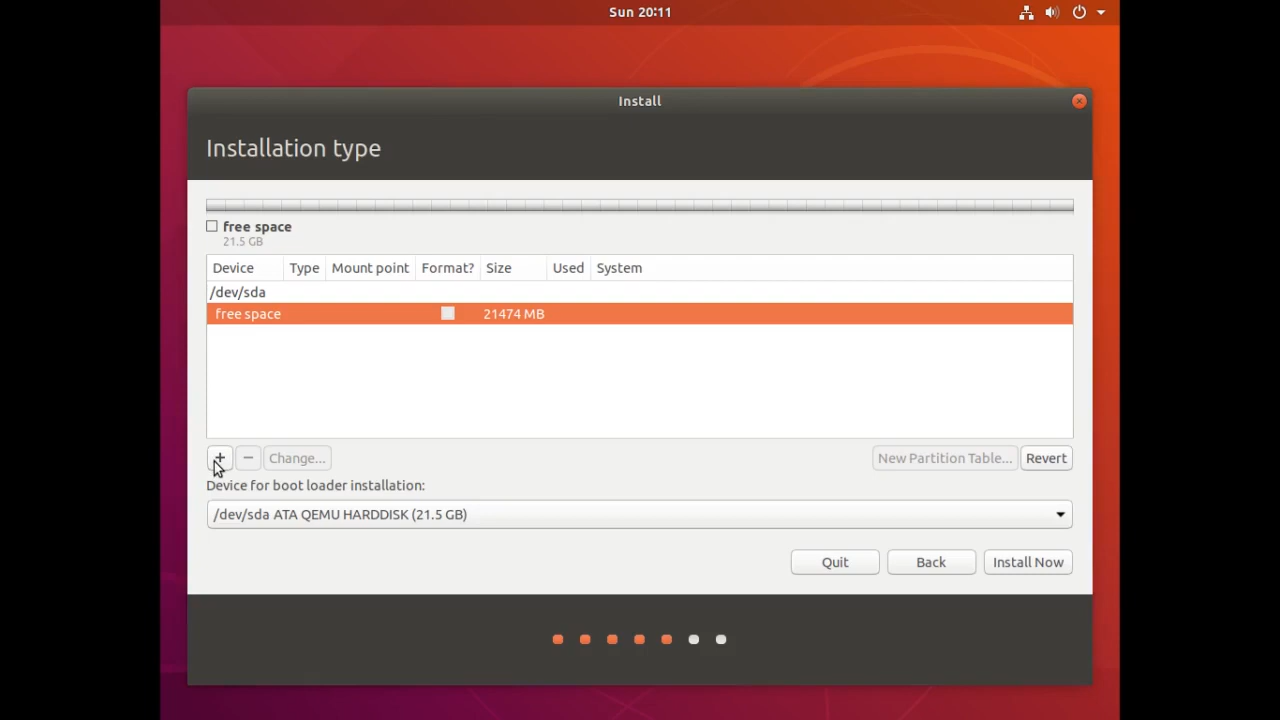 Sun 20:11
Install
Installation type
free space
21.5 GB
Device Type Mount point Format? Size Used System
/dev/sda
free space 21474 MB
+ − Change... New Partition Table... Revert
Device for boot loader installation:
/dev/sda ATA QEMU HARDDISK (21.5 GB)
Quit Back Install Now